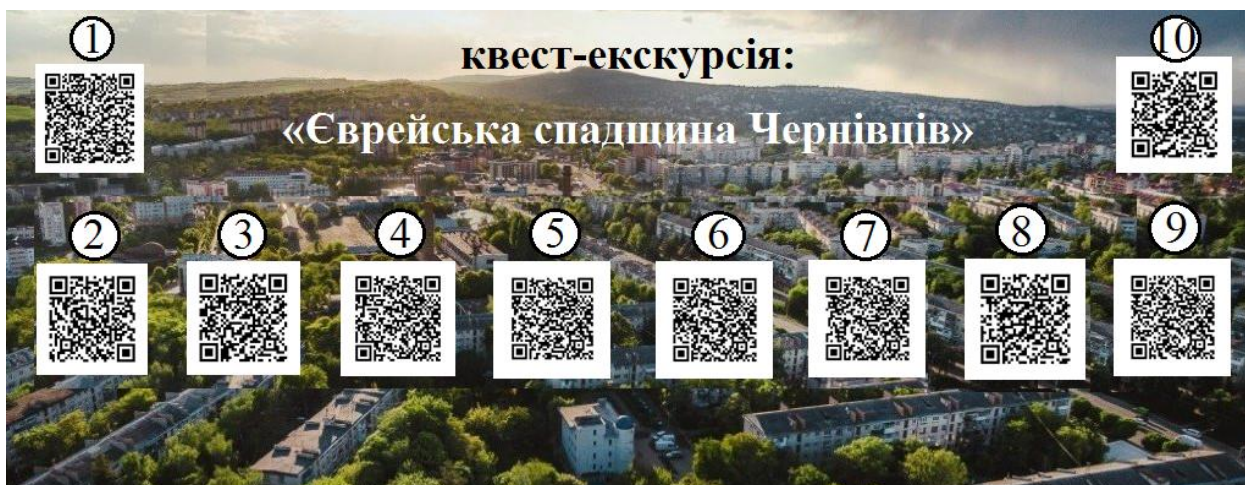 квест-екскурсія:
«Єврейська спадщина Чернівців»
1
10
2 3 4 5 6 7 8 9